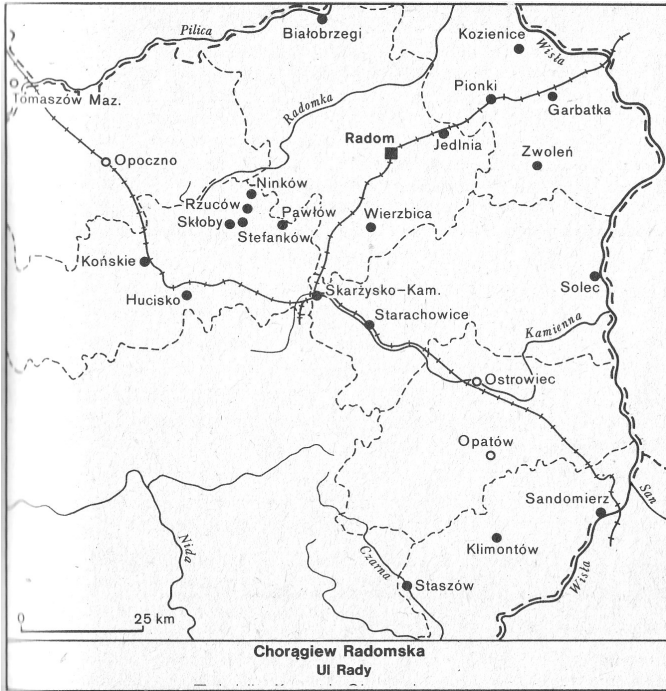 Pilica
Białobrzegi
Kozienice
Wisła
Tomaszów Maz.
Pionki
Garbatka
Radomka
Radom
Jedlnia
Zwoleń
Opoczno
Ninków
Rzuców
Skłoby
Stefanków
Pawłów
Wierzbica
Końskie
Hucisko
Skarżysko-Kam.
Solec
Starachowice
Kamienna
Ostrowiec
Opatów
Sandomierz
San
Nida
Czarna
Klimontów
Wisła
Staszów
0 25 km
Chorągiew Radomska
Ul Rady